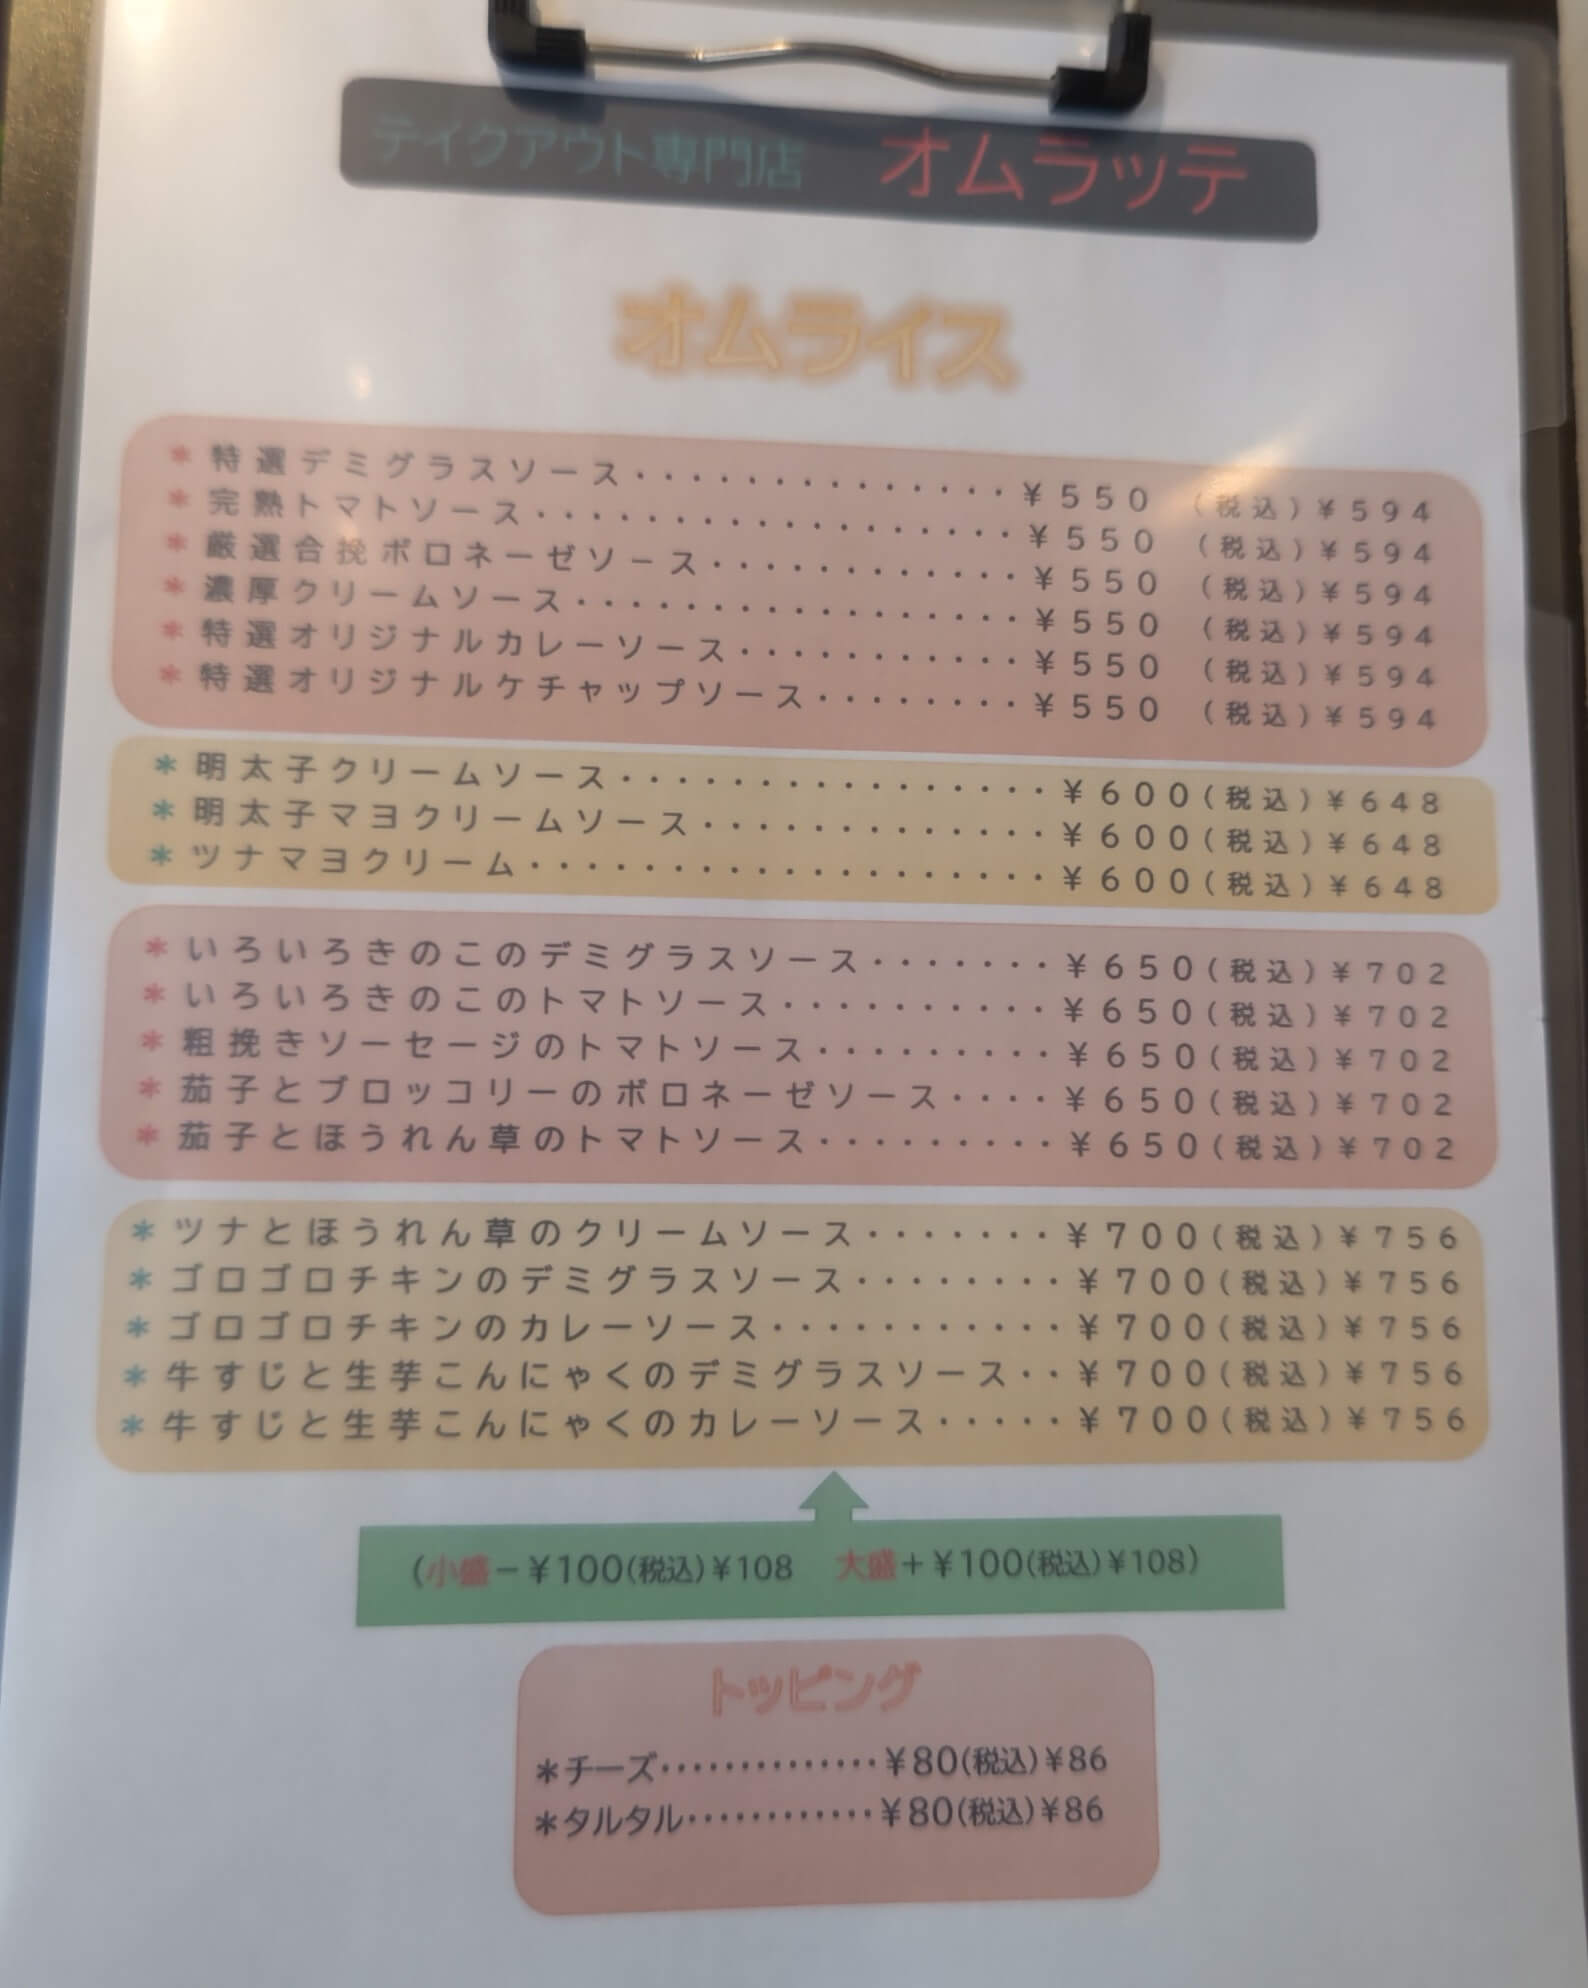 テイクアウト専門店 オムラッテ
オムライス
＊特選デミグラスソース・・・・・・・・・・・・・・¥550 (税込)¥594
＊完熟トマトソース・・・・・・・・・・・・・・・・・・¥550 (税込)¥594
＊厳選合挽ボロネーゼソース・・・・・・・・・・・・¥550 (税込)¥594
＊濃厚クリームソース・・・・・・・・・・・・・・・・・¥550 (税込)¥594
＊特選オリジナルカレーソース・・・・・・・・・・・¥550 (税込)¥594
＊特選オリジナルケチャップソース・・・・・・・・¥550 (税込)¥594
＊明太子クリームソース・・・・・・・・・・・・・・・・¥600(税込)¥648
＊明太子マヨクリームソース・・・・・・・・・・・・・¥600(税込)¥648
＊ツナマヨクリーム・・・・・・・・・・・・・・・・・・・¥600(税込)¥648
＊いろいろきのこのデミグラスソース・・・・・・・¥650(税込)¥702
＊いろいろきのこのトマトソース・・・・・・・・・・¥650(税込)¥702
＊粗挽きソーセージのトマトソース・・・・・・・・・¥650(税込)¥702
＊茄子とブロッコリーのボロネーゼソース・・・・¥650(税込)¥702
＊茄子とほうれん草のトマトソース・・・・・・・・・¥650(税込)¥702
＊ツナとほうれん草のクリームソース・・・・・・・¥700(税込)¥756
＊ゴロゴロチキンのデミグラスソース・・・・・・・・¥700(税込)¥756
＊ゴロゴロチキンのカレーソース・・・・・・・・・・・¥700(税込)¥756
＊牛すじと生芋こんにゃくのデミグラスソース・・¥700(税込)¥756
＊牛すじと生芋こんにゃくのカレーソース・・・・・¥700(税込)¥756
(小盛−¥100(税込)¥108 大盛+¥100(税込)¥108)
トッピング
＊チーズ・・・・・・・・・・・・・・¥80(税込)¥86
＊タルタル・・・・・・・・・・・・¥80(税込)¥86